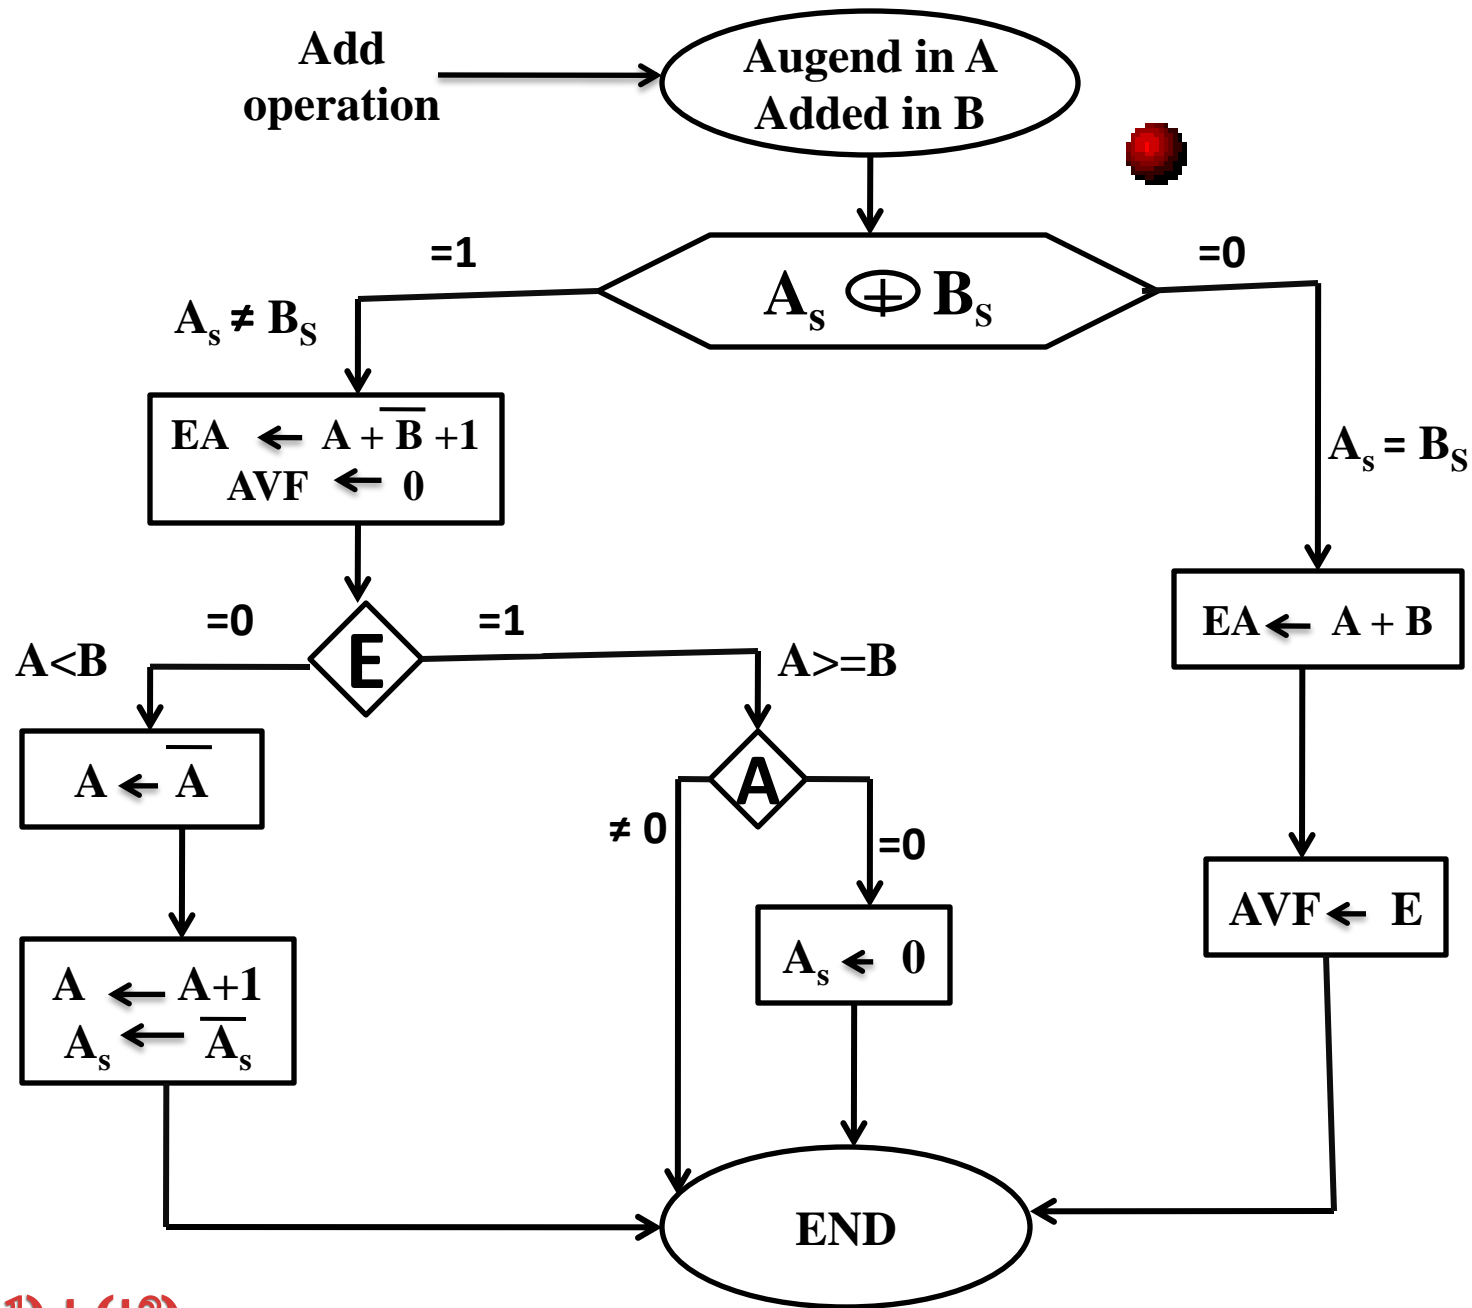 Add
operation
Augend in A
Added in B
=1
=0
Aₛ ⊕ Bₛ
Aₛ ≠ Bₛ
Aₛ = Bₛ
EA ← A + B̅ +1
AVF ← 0
EA ← A + B
=0
E
=1
A<B
A>=B
A ← A̅
A
≠ 0
=0
AVF ← E
Aₛ ← 0
A ← A+1
Aₛ ← A̅ₛ
END